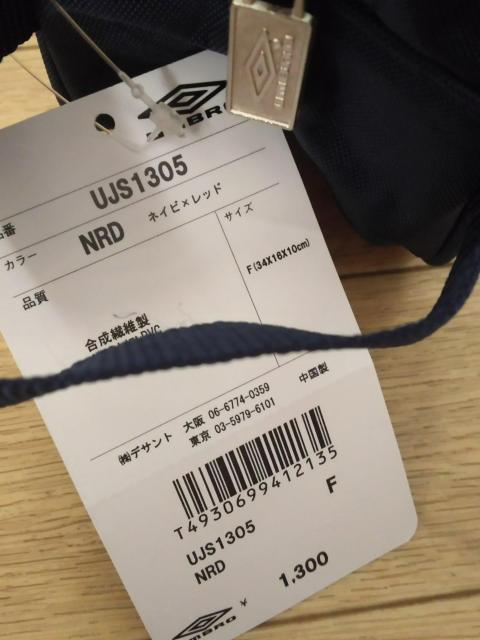 UMBRO
UMBRO
品番 UJS1305
カラー NRD ネイビ×レッド
品質
サイズ
F(34X16X10cm)
合成繊維製
PVC
㈱デサント 大阪 06-6774-0359
東京 03-5979-6101
中国製
T4930699412135
UJS1305 F
NRD
¥ 1,300
UMBRO